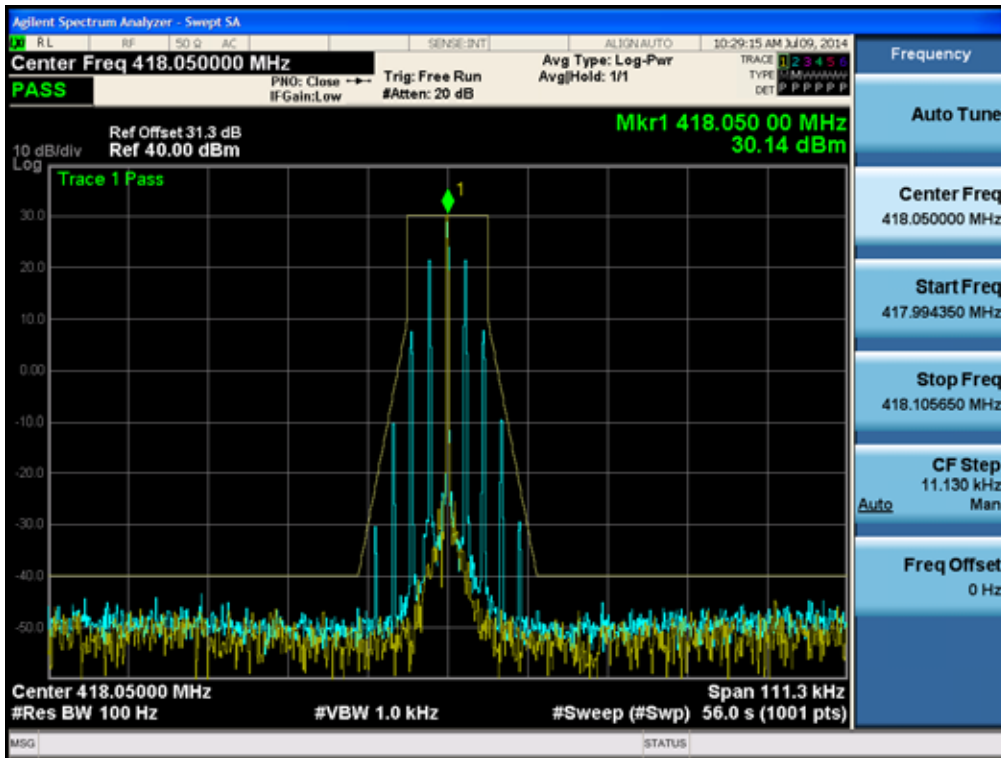 Agilent Spectrum Analyzer - Swept SA
RL RF 50 Ω AC SENSE:INT ALIGN AUTO 10:29:15 AM Jul 09, 2014
Center Freq 418.050000 MHz
PASS
PNO: Close
IFGain:Low
Trig: Free Run
#Atten: 20 dB
Avg Type: Log-Pwr
Avg|Hold: 1/1
TRACE 1 2 3 4 5 6
TYPE
DET P P P P P P
Ref Offset 31.3 dB
10 dB/div Ref 40.00 dBm
Log
Mkr1 418.050 00 MHz
30.14 dBm
Trace 1 Pass
1
30.0
20.0
10.0
0.00
-10.0
-20.0
-30.0
-40.0
-50.0
Center 418.05000 MHz Span 111.3 kHz
#Res BW 100 Hz #VBW 1.0 kHz #Sweep (#Swp) 56.0 s (1001 pts)
MSG STATUS
Frequency
Auto Tune
Center Freq
418.050000 MHz
Start Freq
417.994350 MHz
Stop Freq
418.105650 MHz
CF Step
11.130 kHz
Auto Man
Freq Offset
0 Hz